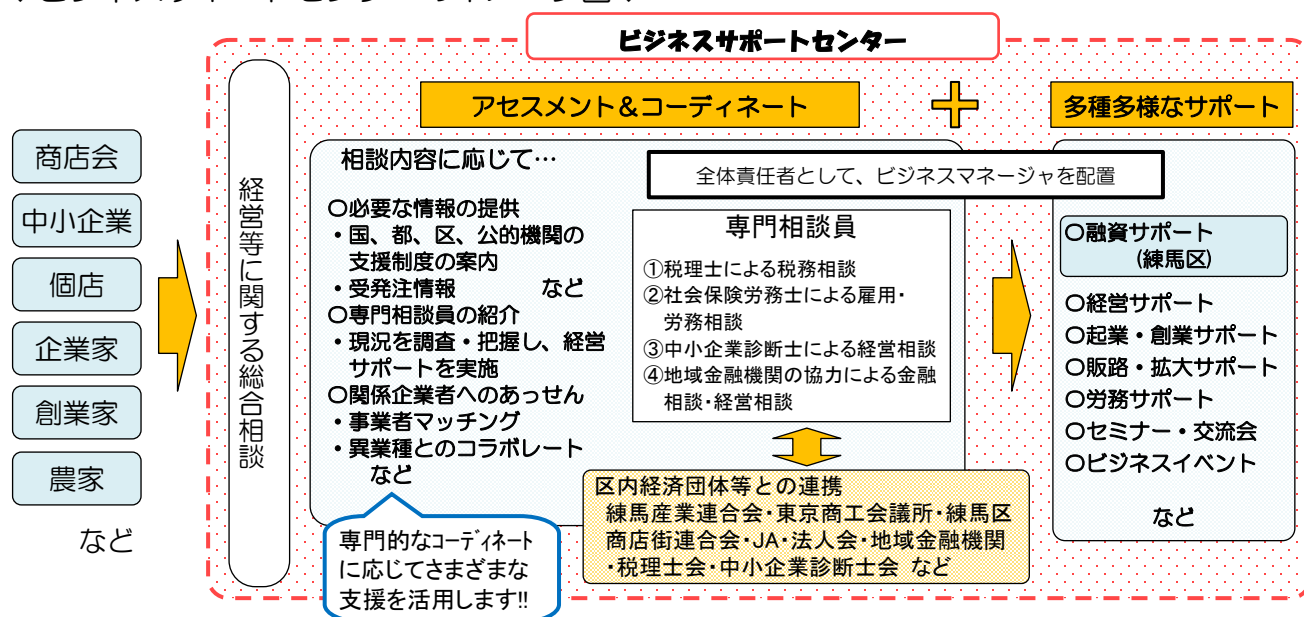 ビジネスサポートセンター
アセスメント＆コーディネート
多種多様なサポート
商店会
中小企業
個店
企業家
創業家
農家
など
経営等に関する総合相談
相談内容に応じて…
○必要な情報の提供
・国、都、区、公的機関の
支援制度の案内
・受発注情報　　など
○専門相談員の紹介
・現況を調査・把握し、経営
サポートを実施
○関係企業者へのあっせん
・事業者マッチング
・異業種とのコラボレート
など
全体責任者として、ビジネスマネージャを配置
専門相談員
①税理士による税務相談
②社会保険労務士による雇用・
労務相談
③中小企業診断士による経営相談
④地域金融機関の協力による金融
相談・経営相談
区内経済団体等との連携
練馬産業連合会・東京商工会議所・練馬区
商店街連合会・JA・法人会・地域金融機関
・税理士会・中小企業診断士会 など
専門的なｺｰﾃﾞｨﾈｰﾄ
に応じてさまざまな
支援を活用します!!
○融資サポート
(練馬区)
○経営サポート
○起業・創業サポート
○販路・拡大サポート
○労務サポート
○セミナー・交流会
○ビジネスイベント
など